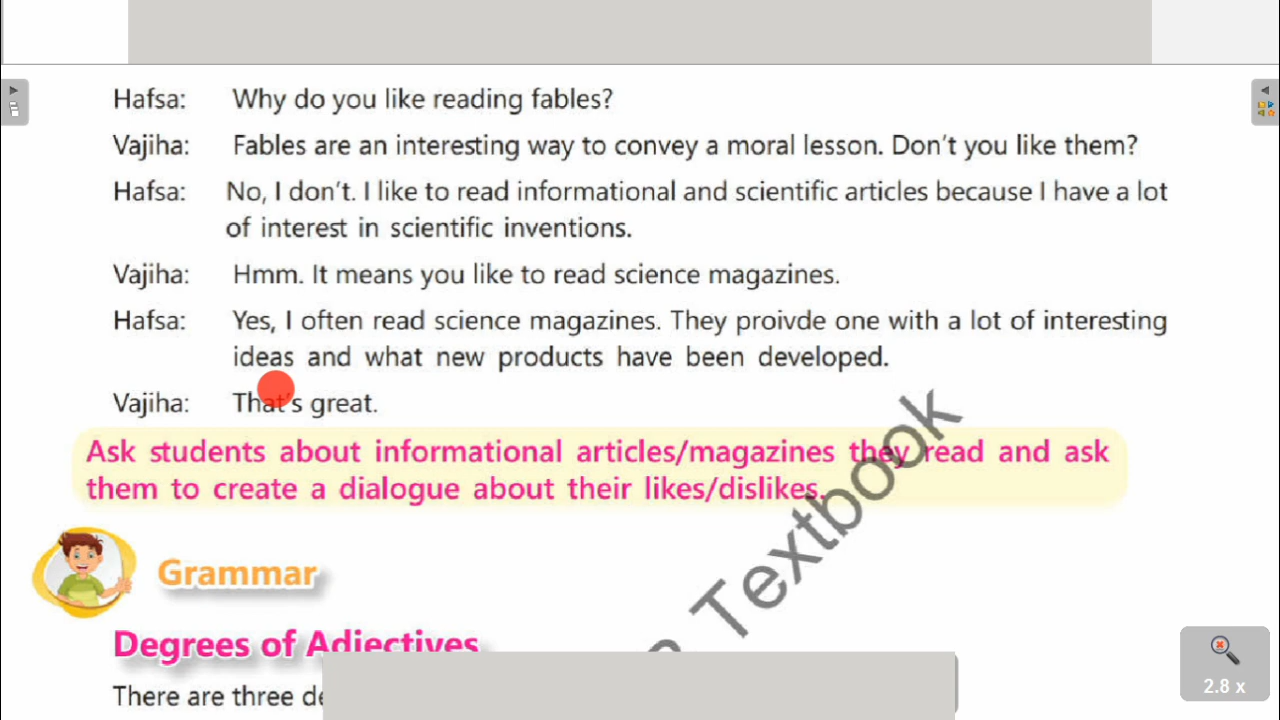 Hafsa: Why do you like reading fables?
Vajiha: Fables are an interesting way to convey a moral lesson. Don't you like them?
Hafsa: No, I don't. I like to read informational and scientific articles because I have a lot
of interest in scientific inventions.
Vajiha: Hmm. It means you like to read science magazines.
Hafsa: Yes, I often read science magazines. They proivde one with a lot of interesting
ideas and what new products have been developed.
Vajiha: That's great.
Ask students about informational articles/magazines they read and ask
them to create a dialogue about their likes/dislikes.
Textbook
Grammar
Degrees of Adjectives
There are three
2.8 x